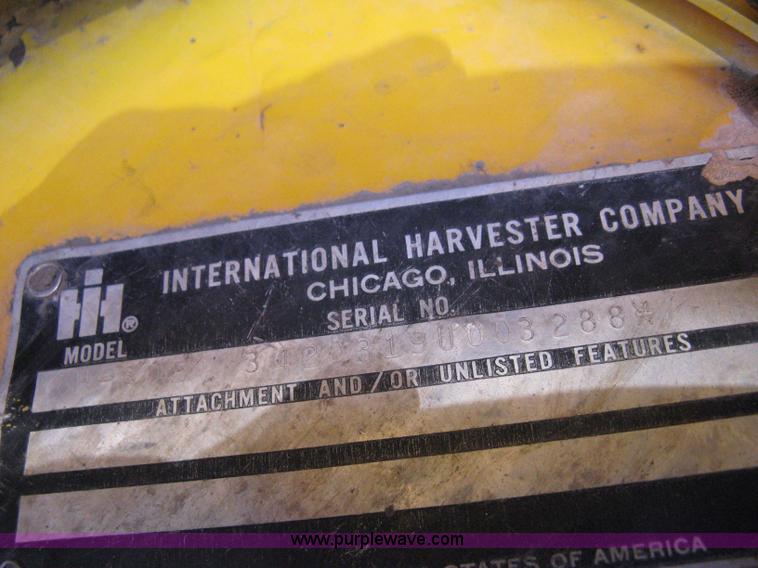 INTERNATIONAL HARVESTER COMPANY
CHICAGO, ILLINOIS
IH®
SERIAL NO.
MODEL
ATTACHMENT AND/OR UNLISTED FEATURES
www.purplewave.com
STATES OF AMERICA